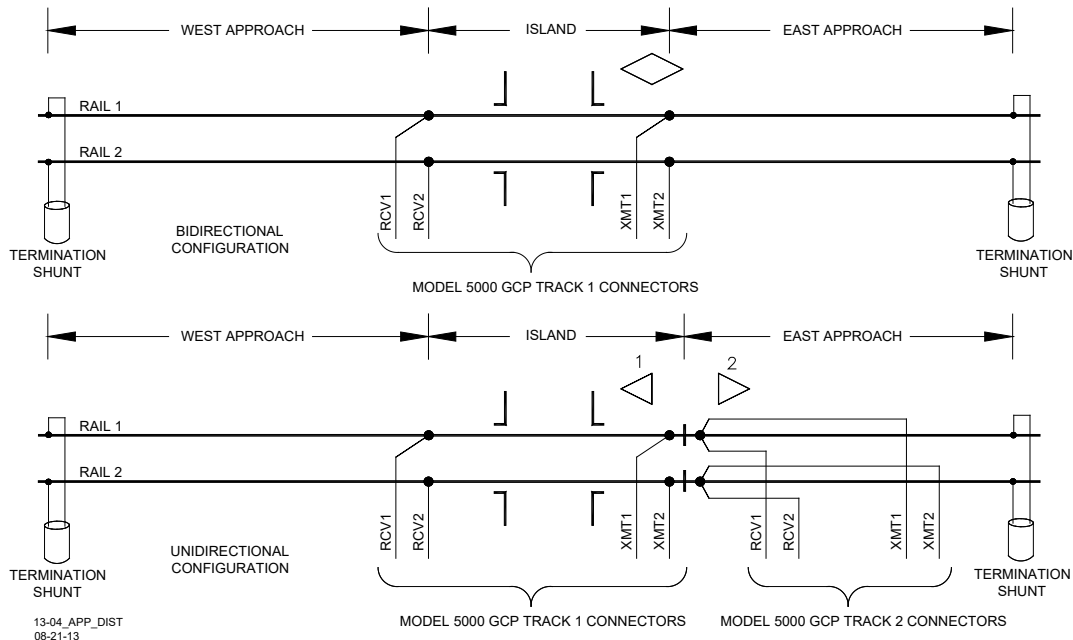 WEST APPROACH
ISLAND
EAST APPROACH
RAIL 1
RAIL 2
RCV1
RCV2
XMT1
XMT2
TERMINATION
SHUNT
BIDIRECTIONAL
CONFIGURATION
TERMINATION
SHUNT
MODEL 5000 GCP TRACK 1 CONNECTORS
WEST APPROACH
ISLAND
EAST APPROACH
1
2
RAIL 1
RAIL 2
RCV1
RCV2
XMT1
XMT2
RCV1
RCV2
XMT1
XMT2
TERMINATION
SHUNT
UNIDIRECTIONAL
CONFIGURATION
TERMINATION
SHUNT
MODEL 5000 GCP TRACK 1 CONNECTORS
MODEL 5000 GCP TRACK 2 CONNECTORS
13-04_APP_DIST
08-21-13